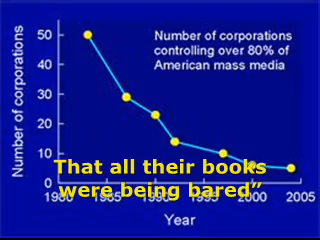 50
Number of corporations
controlling over 80% of
American mass media
40
30
20
10
0
Number of corporations
That all their books
were being bared”
1980
1985
1990
1995
2000
2005
Year